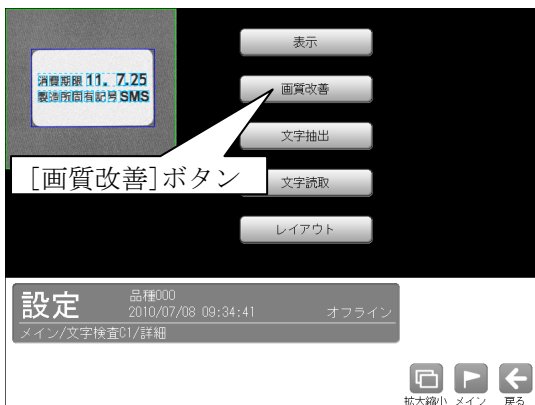 表示
消費期限 11. 7.25
製造所固有記号 SMS
画質改善
文字抽出
[画質改善]ボタン
文字読取
レイアウト
設定
品種000
2010/07/08 09:34:41
オフライン
メイン/文字検査C1/詳細
拡大縮小
メイン
戻る